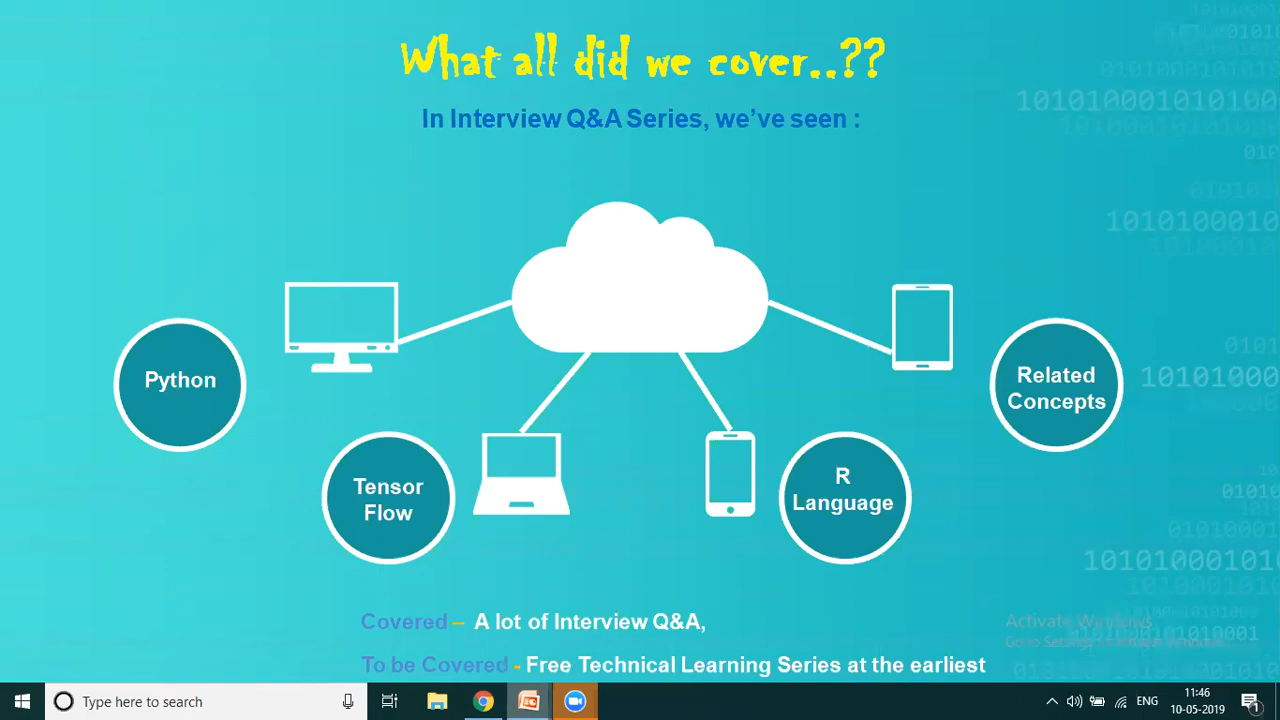 What all did we cover..??
In Interview Q&A Series, we've seen :
Python
Tensor
Flow
R
Language
Related
Concepts
Covered – A lot of Interview Q&A,
To be Covered - Free Technical Learning Series at the earliest
Activate Windows
Type here to search
ENG
11:46
10-05-2019